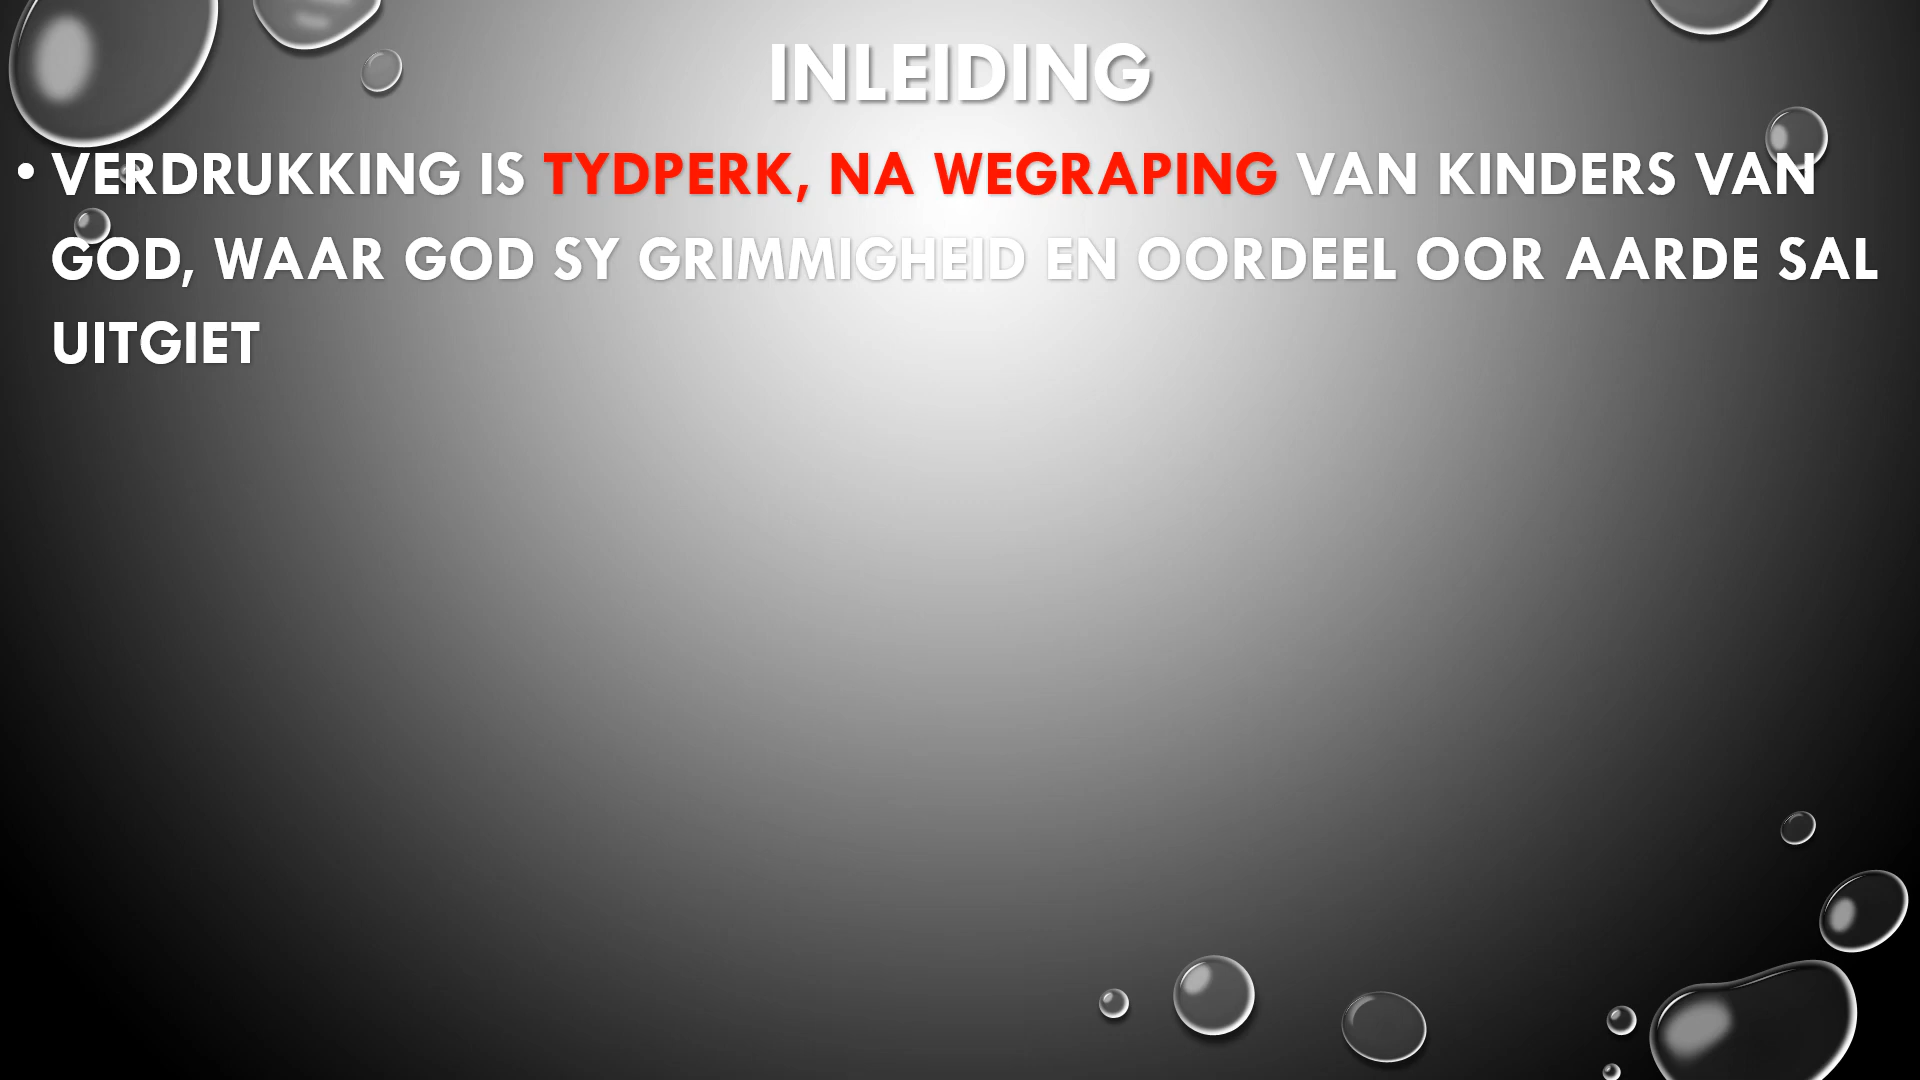 INLEIDING
• VERDRUKKING IS TYDPERK, NA WEGRAPING VAN KINDERS VAN
GOD, WAAR GOD SY GRIMMIGHEID EN OORDEEL OOR AARDE SAL
UITGIET